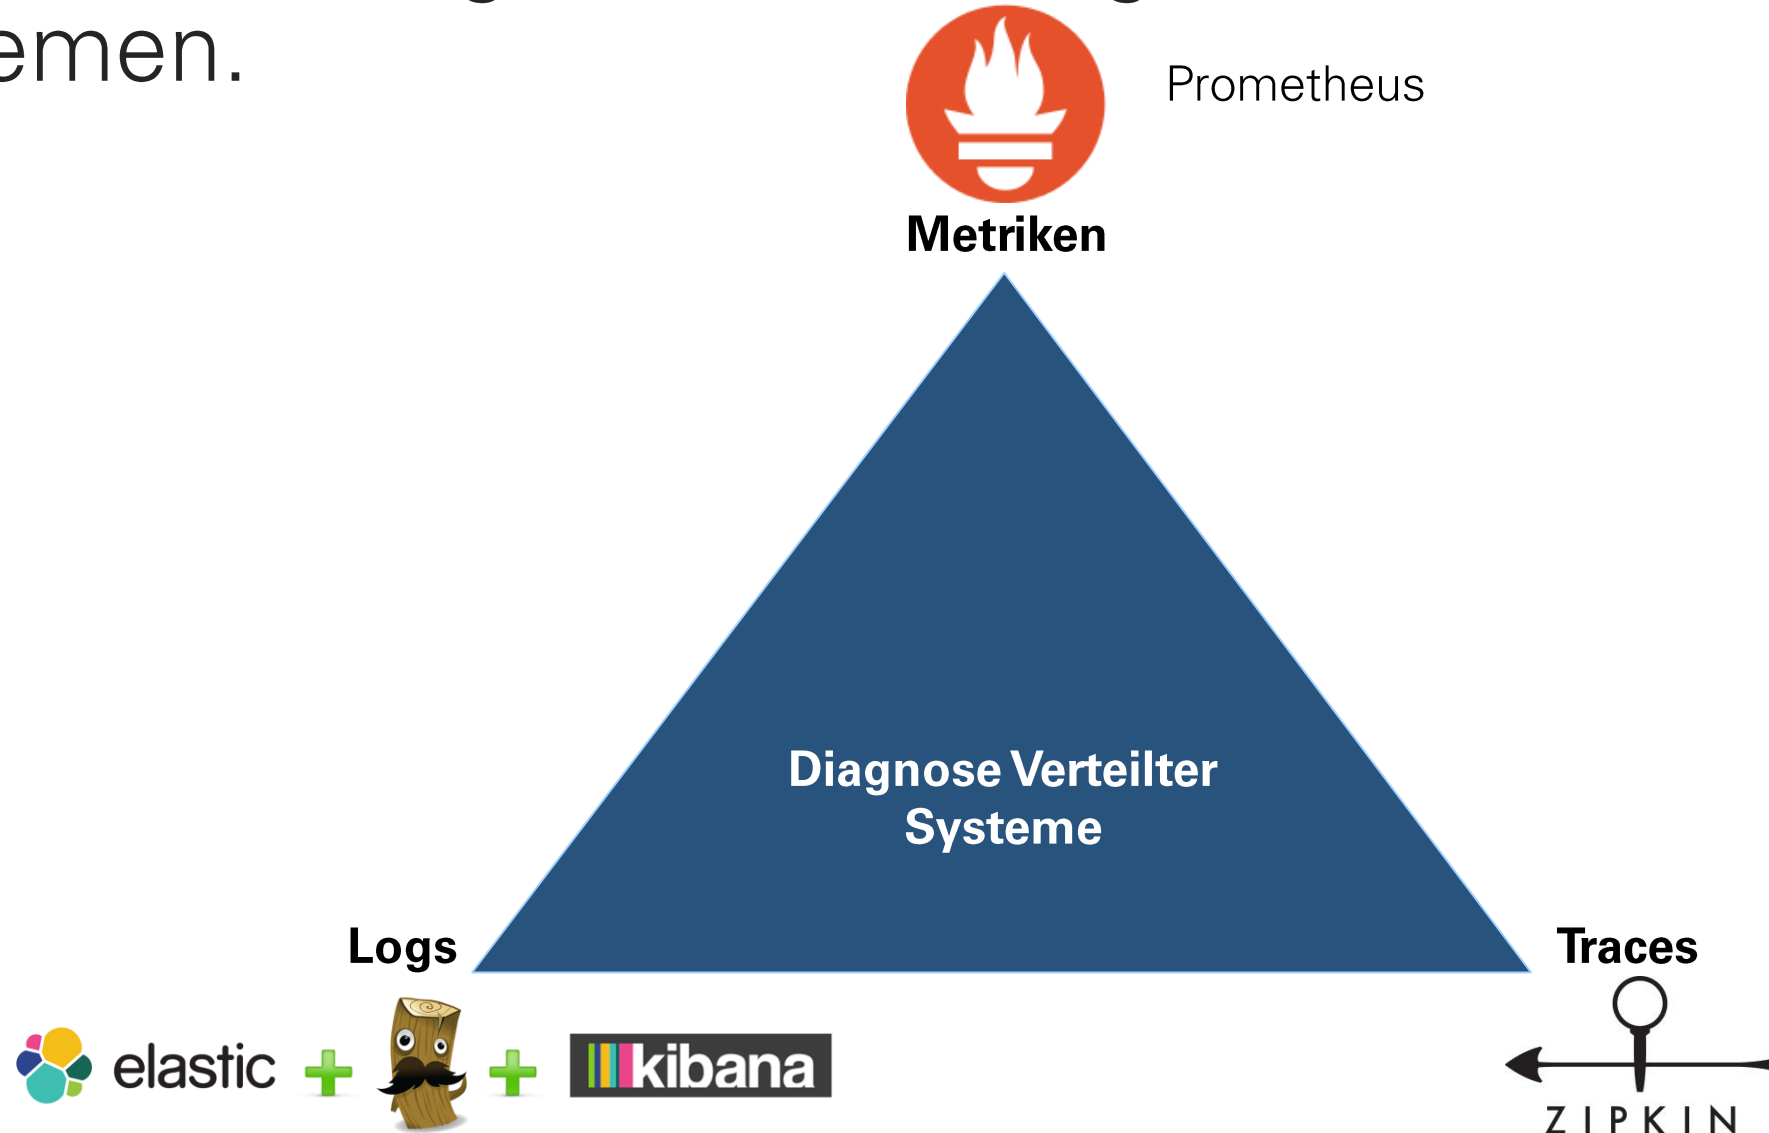 emen.
Prometheus
Metriken
Diagnose Verteilter
Systeme
Logs
Traces
elastic
kibana
ZIPKIN